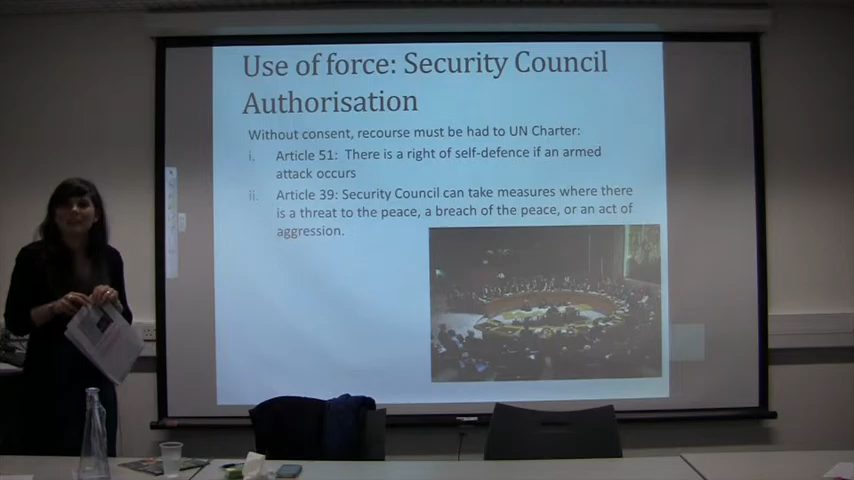 Use of force: Security Council
Authorisation
Without consent, recourse must be had to UN Charter:
i. Article 51: There is a right of self-defence if an armed
attack occurs
ii. Article 39: Security Council can take measures where there
is a threat to the peace, a breach of the peace, or an act of
aggression.